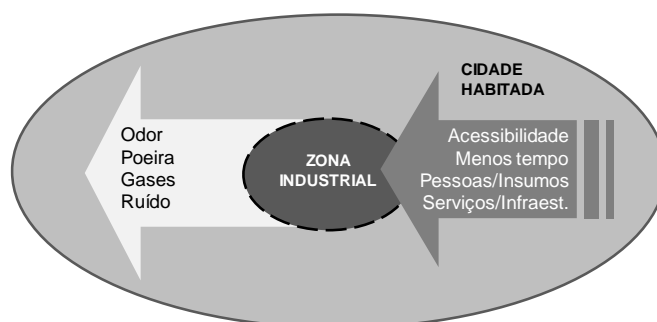 CIDADE
HABITADA
Odor
Poeira
Gases
Ruído
ZONA
INDUSTRIAL
Acessibilidade
Menos tempo
Pessoas/Insumos
Serviços/Infraest.